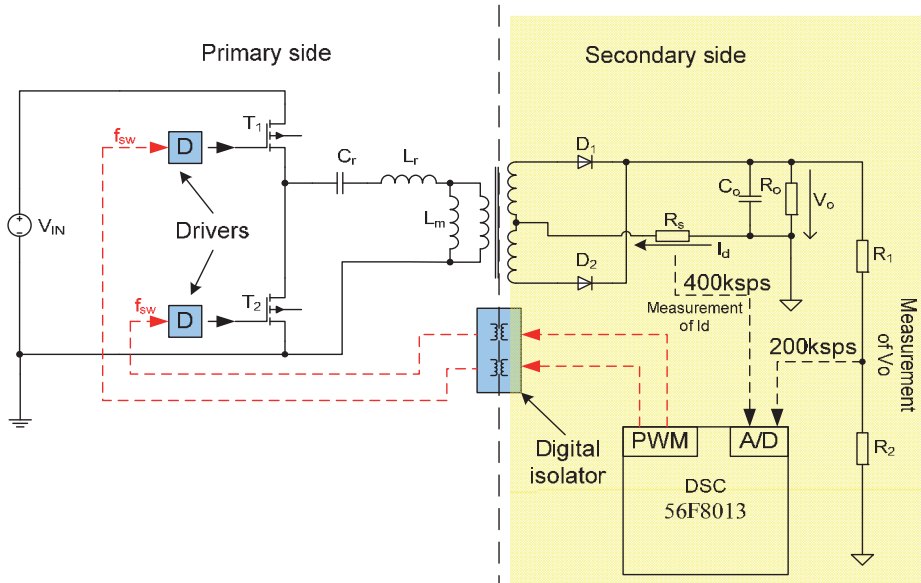 Primary side
Secondary side
T1
fsw
D
Cr
Lr
Lm
VIN
Drivers
fsw
D
T2
D1
Co
Ro
Vo
Rs
Id
D2
R1
400ksps
Measurement
of Id
200ksps
Measurement
of Vo
Digital
isolator
PWM
A/D
R2
DSC
56F8013